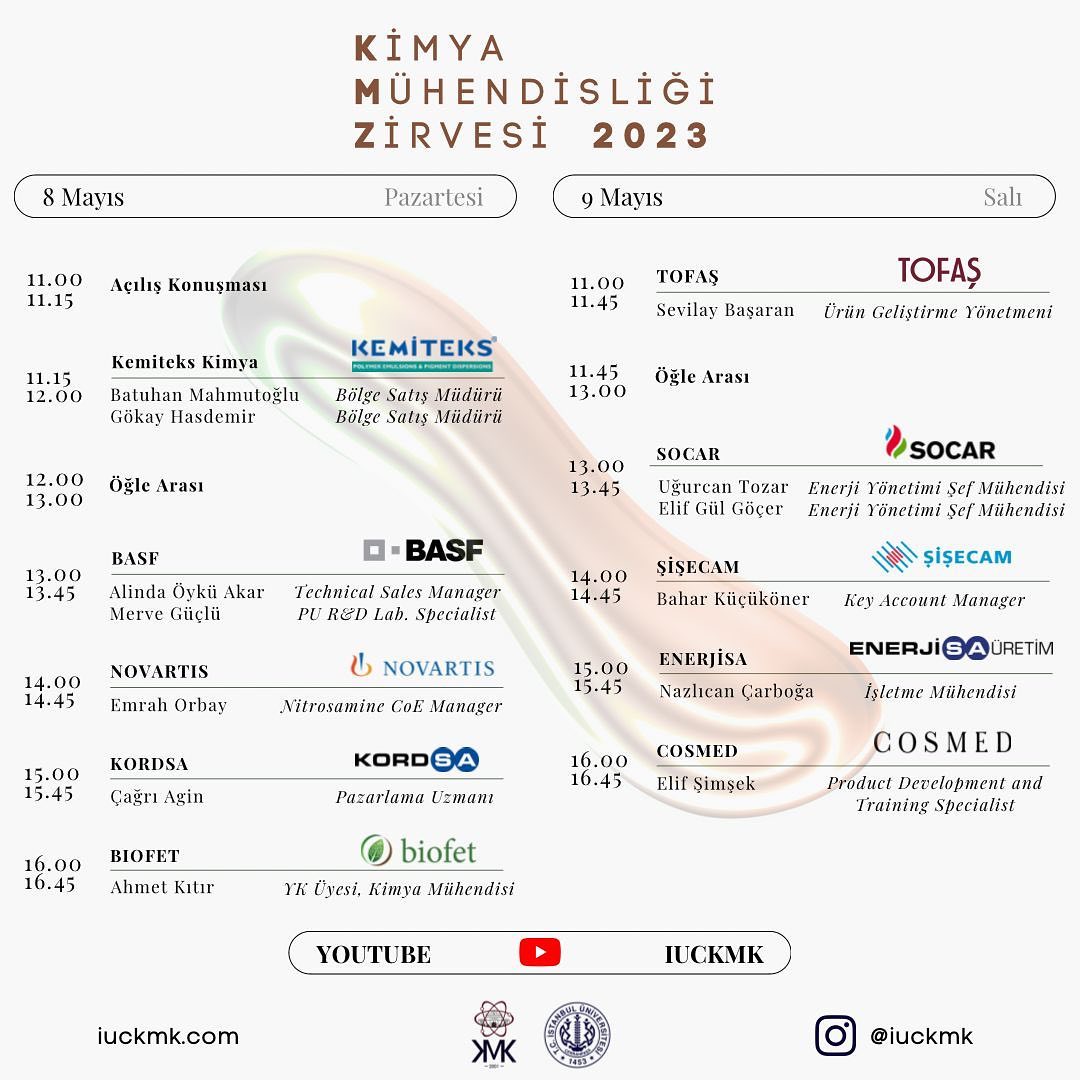 KİMYA
MÜHENDİSLİĞİ
ZİRVESİ 2023
8 Mayıs Pazartesi
11.00
11.15
Açılış Konuşması
11.15
12.00
Kemiteks Kimya
KEMİTEKS
POLYMER EMULSIONS & PIGMENT DISPERSIONS
Batuhan Mahmutoğlu Bölge Satış Müdürü
Gökay Hasdemir Bölge Satış Müdürü
12.00
13.00
Öğle Arası
13.00
13.45
BASF
BASF
Alinda Öykü Akar Technical Sales Manager
Merve Güçlü PU R&D Lab. Specialist
14.00
14.45
NOVARTIS
NOVARTIS
Emrah Orbay Nitrosamine CoE Manager
15.00
15.45
KORDSA
KORDSA
Çağrı Agin Pazarlama Uzmanı
16.00
16.45
BIOFET
biofet
Ahmet Kıtır YK Üyesi, Kimya Mühendisi
9 Mayıs Salı
11.00
11.45
TOFAŞ
TOFAŞ
Sevilay Başaran Ürün Geliştirme Yönetmeni
11.45
13.00
Öğle Arası
13.00
13.45
SOCAR
SOCAR
Uğurcan Tozar Enerji Yönetimi Şef Mühendisi
Elif Gül Göçer Enerji Yönetimi Şef Mühendisi
14.00
14.45
ŞİŞECAM
ŞİŞECAM
Bahar Küçüköner Key Account Manager
15.00
15.45
ENERJİSA
ENERJİSA ÜRETİM
Nazlıcan Çarboğa İşletme Mühendisi
16.00
16.45
COSMED
COSMED
Elif Şimşek Product Development and
Training Specialist
YOUTUBE IUCKMK
iuckmk.com
KMK
2001
T.C. İSTANBUL ÜNİVERSİTESİ
1453
@iuckmk